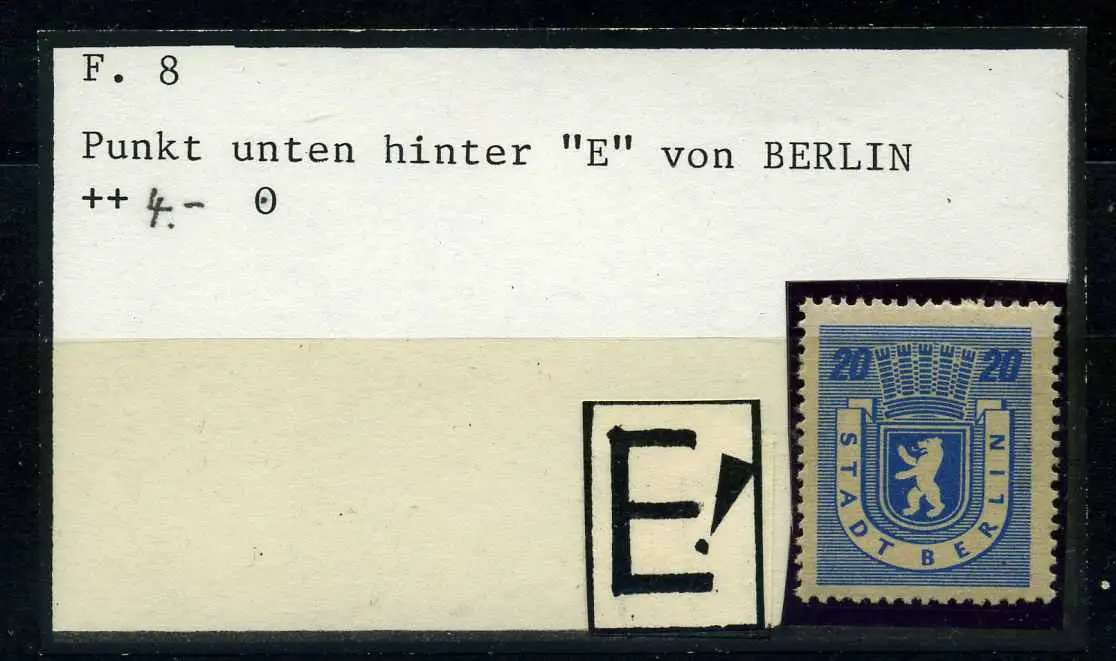 F. 8
Punkt unten hinter "E" von BERLIN
++ 4.- 0
E
20 20
STADT BERLIN